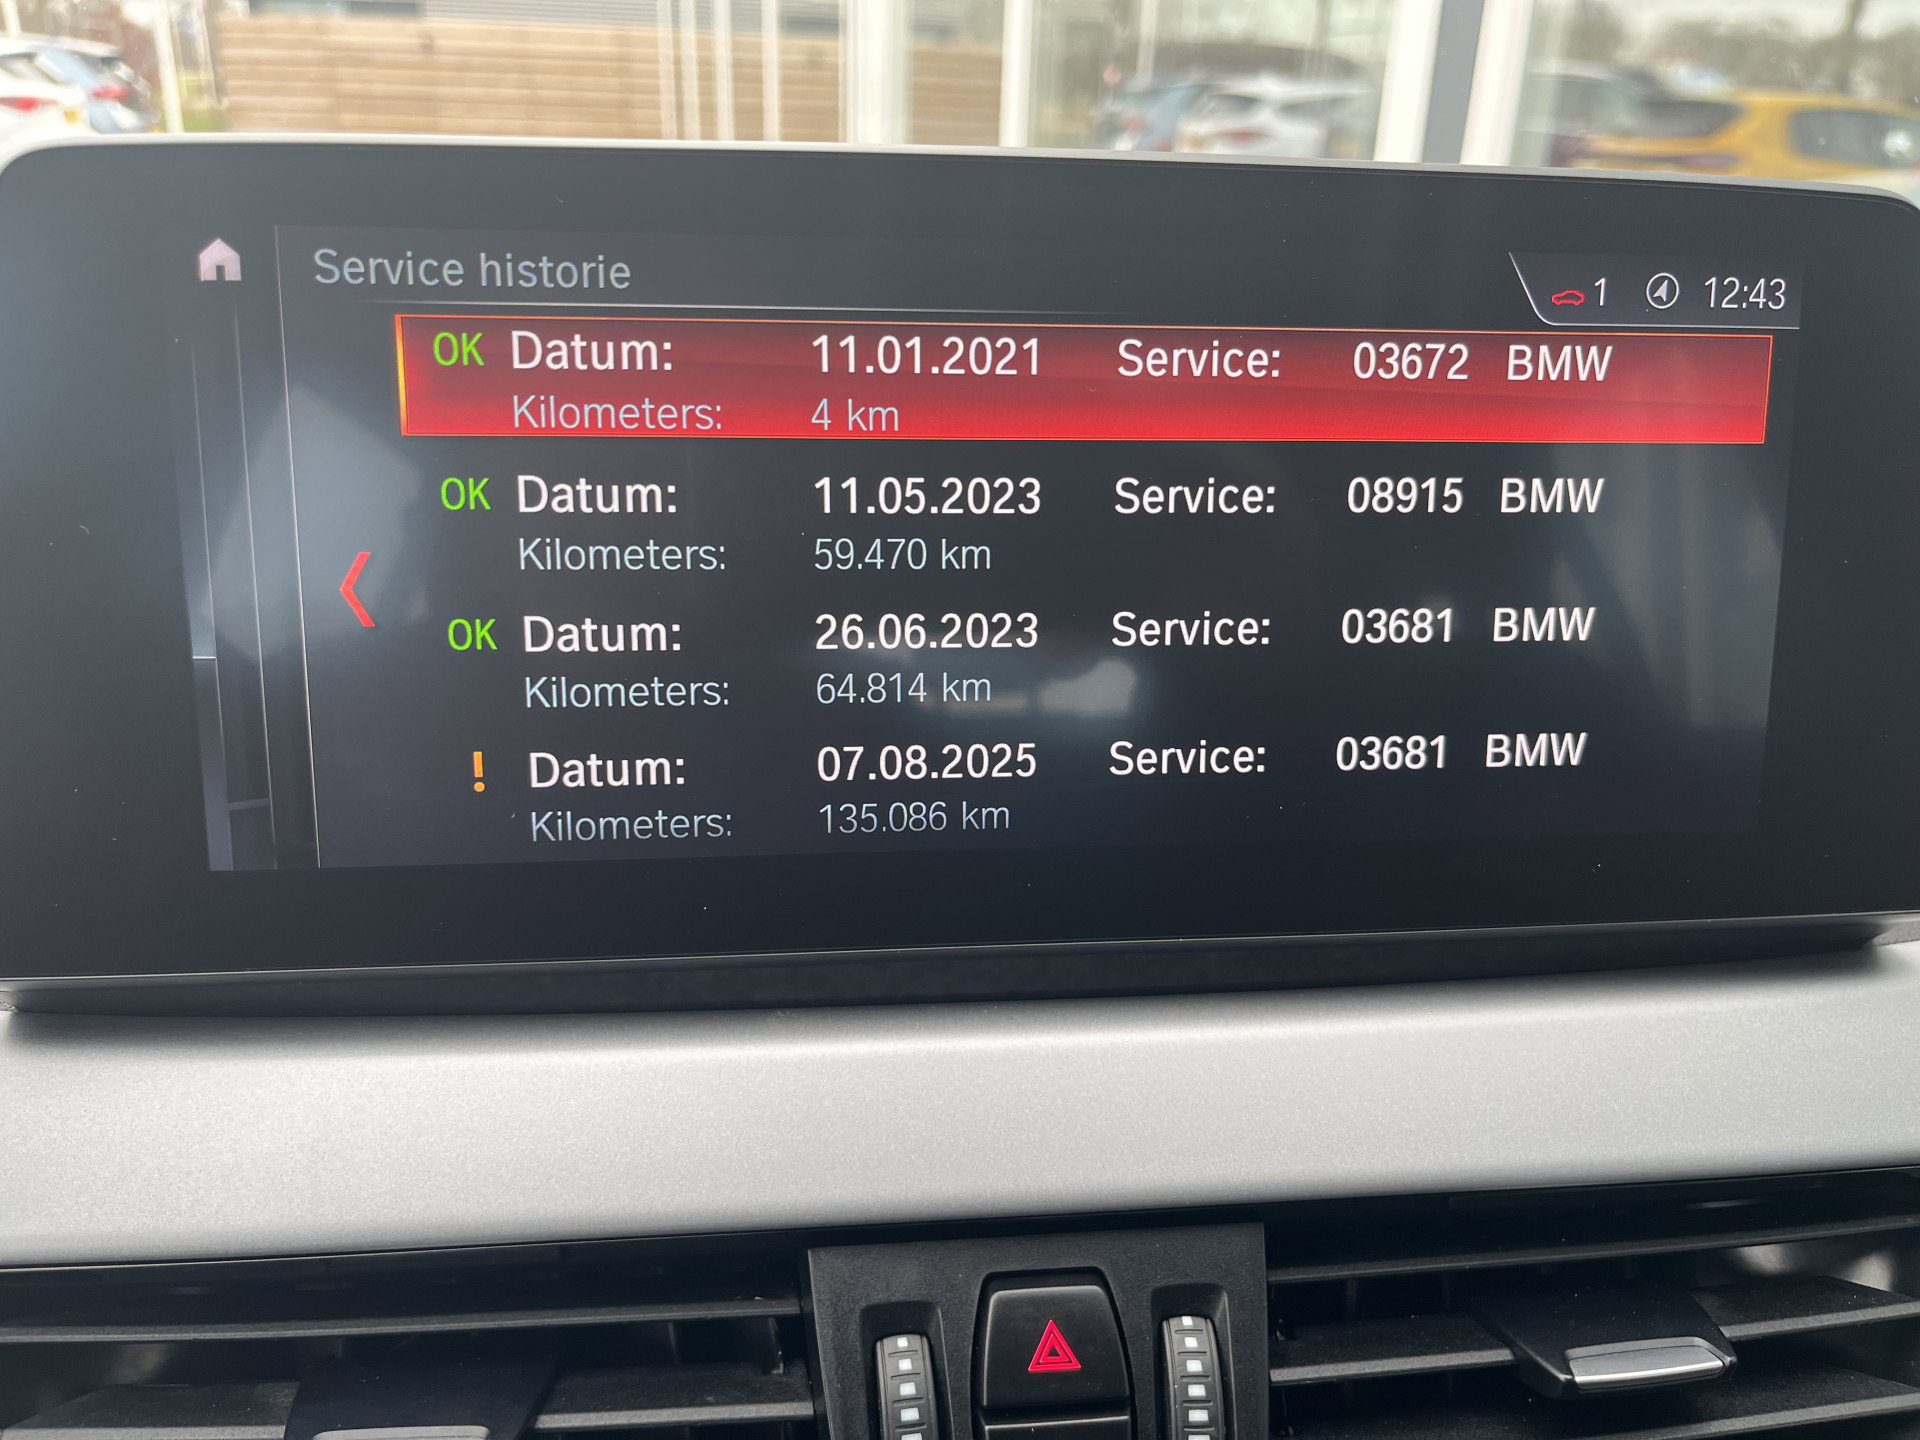 Service historie
1 12:43
OK Datum: 11.01.2021 Service: 03672 BMW
Kilometers: 4 km
OK Datum: 11.05.2023 Service: 08915 BMW
Kilometers: 59.470 km
OK Datum: 26.06.2023 Service: 03681 BMW
Kilometers: 64.814 km
! Datum: 07.08.2025 Service: 03681 BMW
Kilometers: 135.086 km